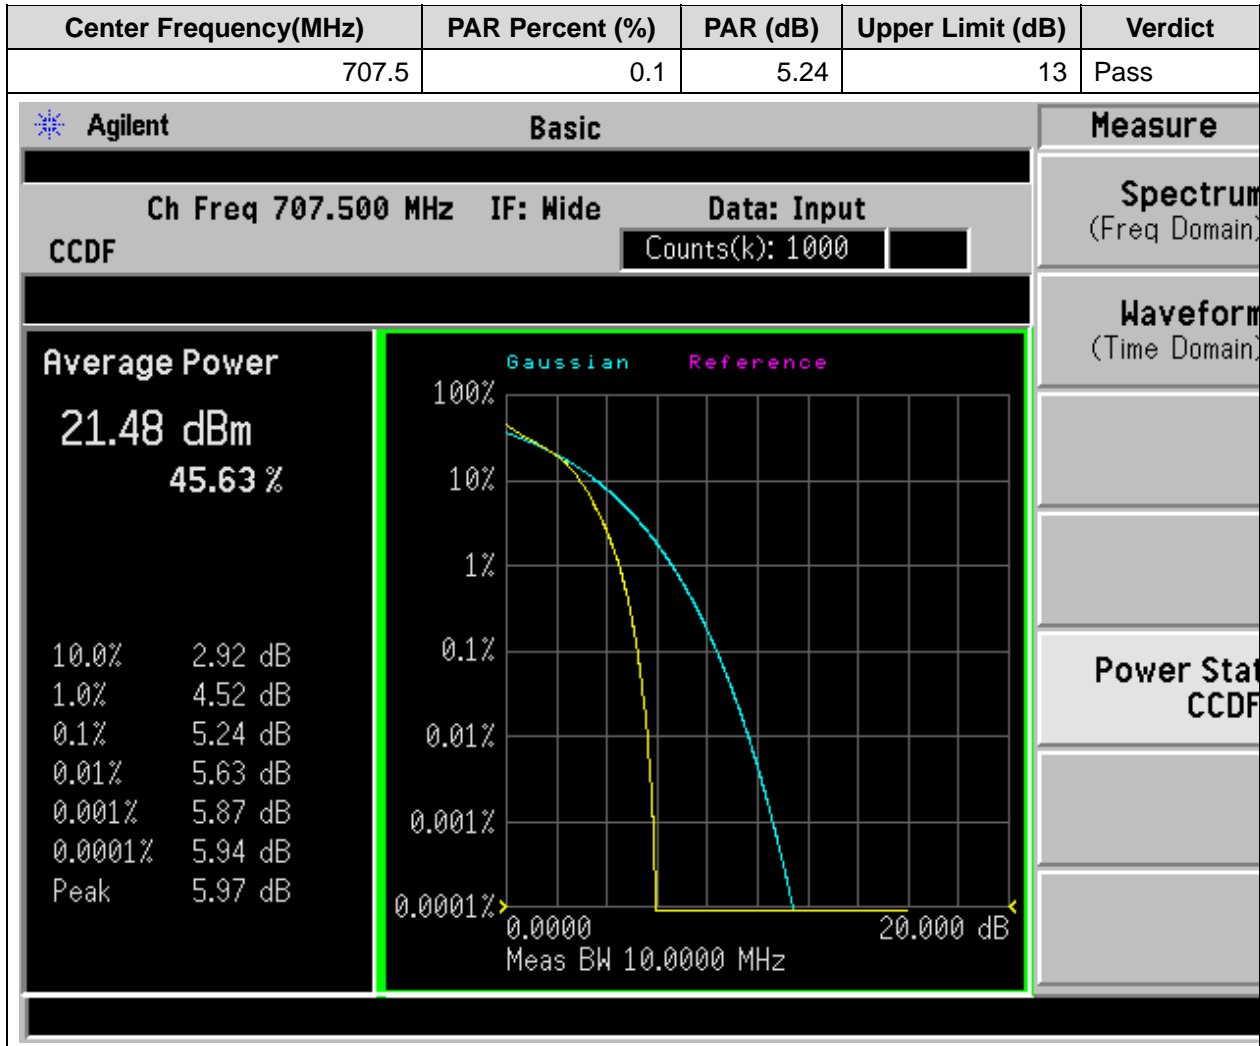 Center Frequency(MHz) PAR Percent (%) PAR (dB) Upper Limit (dB) Verdict
707.5 0.1 5.24 13 Pass
Agilent Basic Measure
Ch Freq 707.500 MHz IF: Wide Data: Input
CCDF Counts(k): 1000
Spectrum
(Freq Domain)
Waveform
(Time Domain)
Power Stat
CCDF
Average Power
21.48 dBm
45.63 %
10.0% 2.92 dB
1.0% 4.52 dB
0.1% 5.24 dB
0.01% 5.63 dB
0.001% 5.87 dB
0.0001% 5.94 dB
Peak 5.97 dB
Gaussian Reference
100%
10%
1%
0.1%
0.01%
0.001%
0.0001%
0.0000 20.000 dB
Meas BW 10.0000 MHz